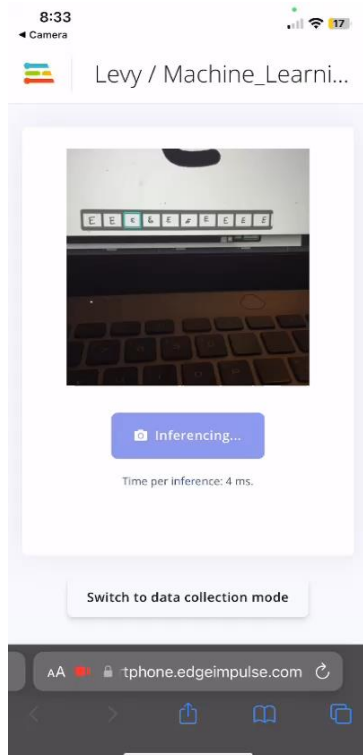 8:33
17
◀ Camera
Levy / Machine_Learni...
E E E & E E E E E E
Inferencing...
Time per inference: 4 ms.
Switch to data collection mode
AA tphone.edgeimpulse.com